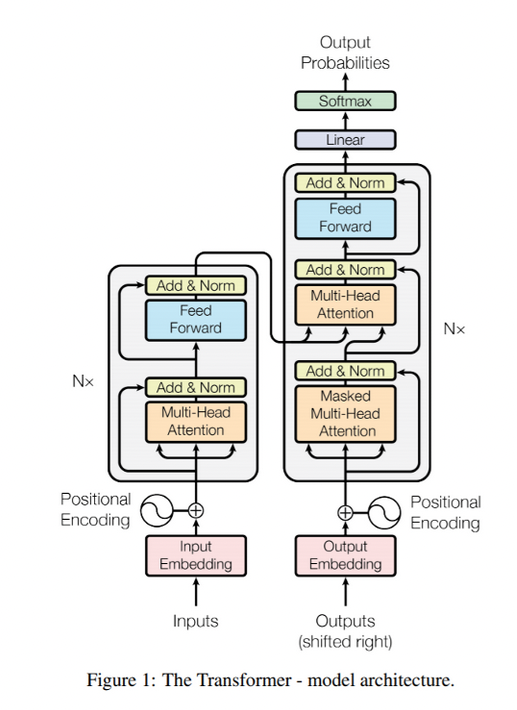 Output
Probabilities
Softmax
Linear
Add & Norm
Feed
Forward
Add & Norm
Multi-Head
Attention
Add & Norm
Masked
Multi-Head
Attention
N×
Add & Norm
Feed
Forward
Add & Norm
Multi-Head
Attention
N×
Positional
Encoding
Input
Embedding
Inputs
Positional
Encoding
Output
Embedding
Outputs
(shifted right)
Figure 1: The Transformer - model architecture.